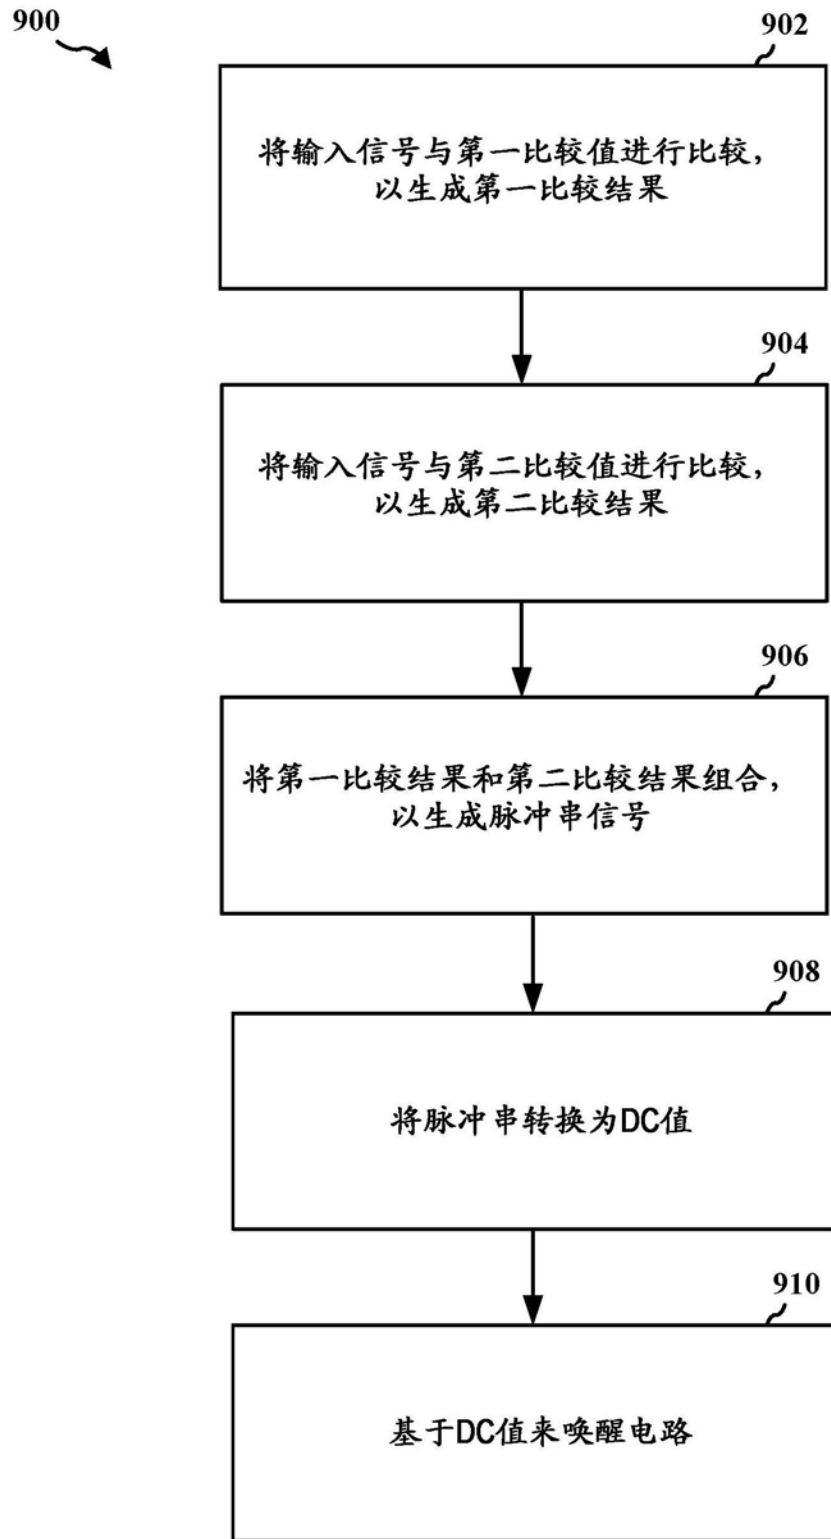 900
902
将输入信号与第一比较值进行比较，
以生成第一比较结果
904
将输入信号与第二比较值进行比较，
以生成第二比较结果
906
将第一比较结果和第二比较结果组合，
以生成脉冲串信号
908
将脉冲串转换为DC值
910
基于DC值来唤醒电路